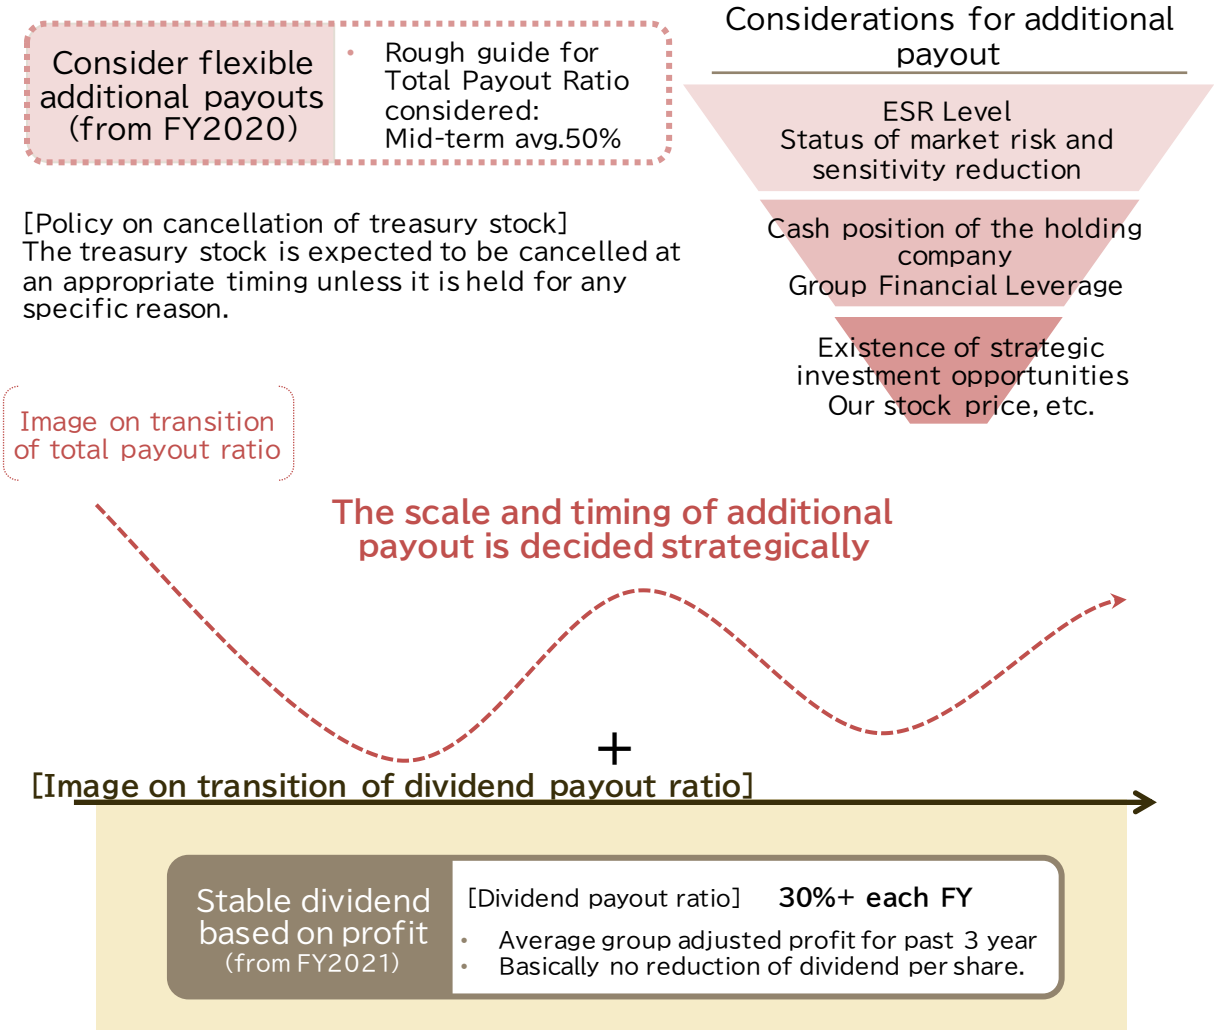 Consider flexible
additional payouts
(from FY2020)
• Rough guide for
Total Payout Ratio
considered:
Mid-term avg.50%
Considerations for additional
payout
ESR Level
Status of market risk and
sensitivity reduction
Cash position of the holding
company
Group Financial Leverage
Existence of strategic
investment opportunities
Our stock price, etc.
[Policy on cancellation of treasury stock]
The treasury stock is expected to be cancelled at
an appropriate timing unless it is held for any
specific reason.
Image on transition
of total payout ratio
The scale and timing of additional
payout is decided strategically
+
[Image on transition of dividend payout ratio]
Stable dividend
based on profit
(from FY2021)
[Dividend payout ratio] 30%+ each FY
• Average group adjusted profit for past 3 year
• Basically no reduction of dividend per share.